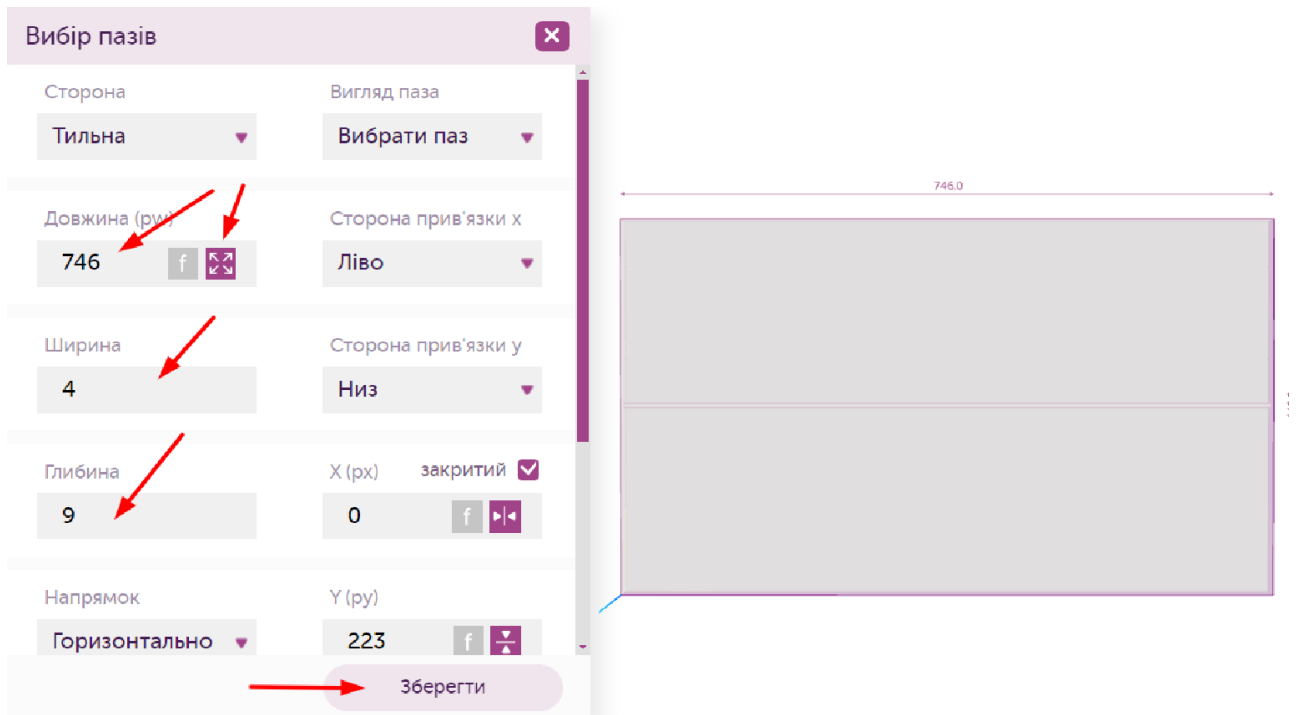 Вибір пазів
Сторона
Вигляд паза
Тильна
Вибрати паз
Довжина (pw)
Сторона прив'язки x
746
f
Ліво
Ширина
Сторона прив'язки y
4
Низ
Глибина
X (px)
закритий
9
0
f
Напрямок
Y (py)
Горизонтально
223
f
Зберегти
746.0